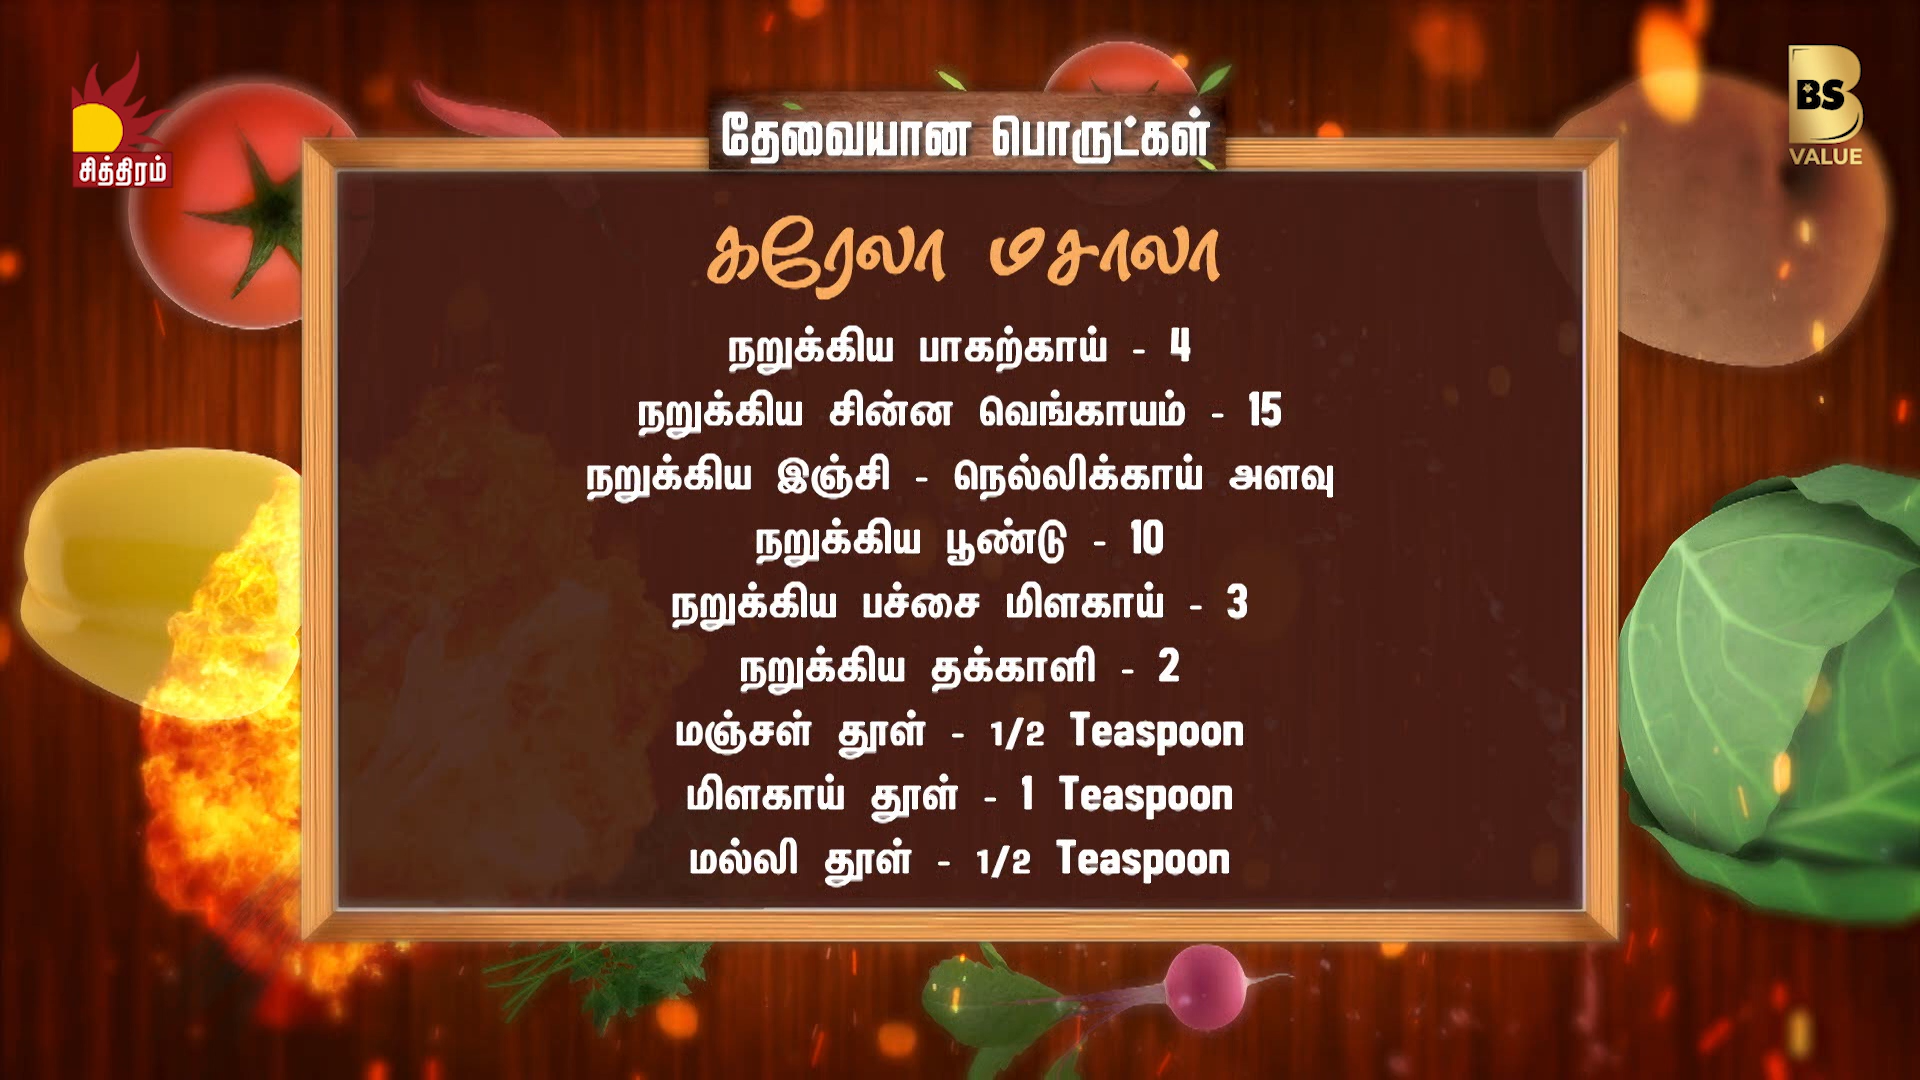 சித்திரம்
BS
VALUE
தேவையான பொருட்கள்
கரேலா மசாலா
நறுக்கிய பாகற்காய் - 4
நறுக்கிய சின்ன வெங்காயம் - 15
நறுக்கிய இஞ்சி - நெல்லிக்காய் அளவு
நறுக்கிய பூண்டு - 10
நறுக்கிய பச்சை மிளகாய் - 3
நறுக்கிய தக்காளி - 2
மஞ்சள் தூள் - 1/2 Teaspoon
மிளகாய் தூள் - 1 Teaspoon
மல்லி தூள் - 1/2 Teaspoon